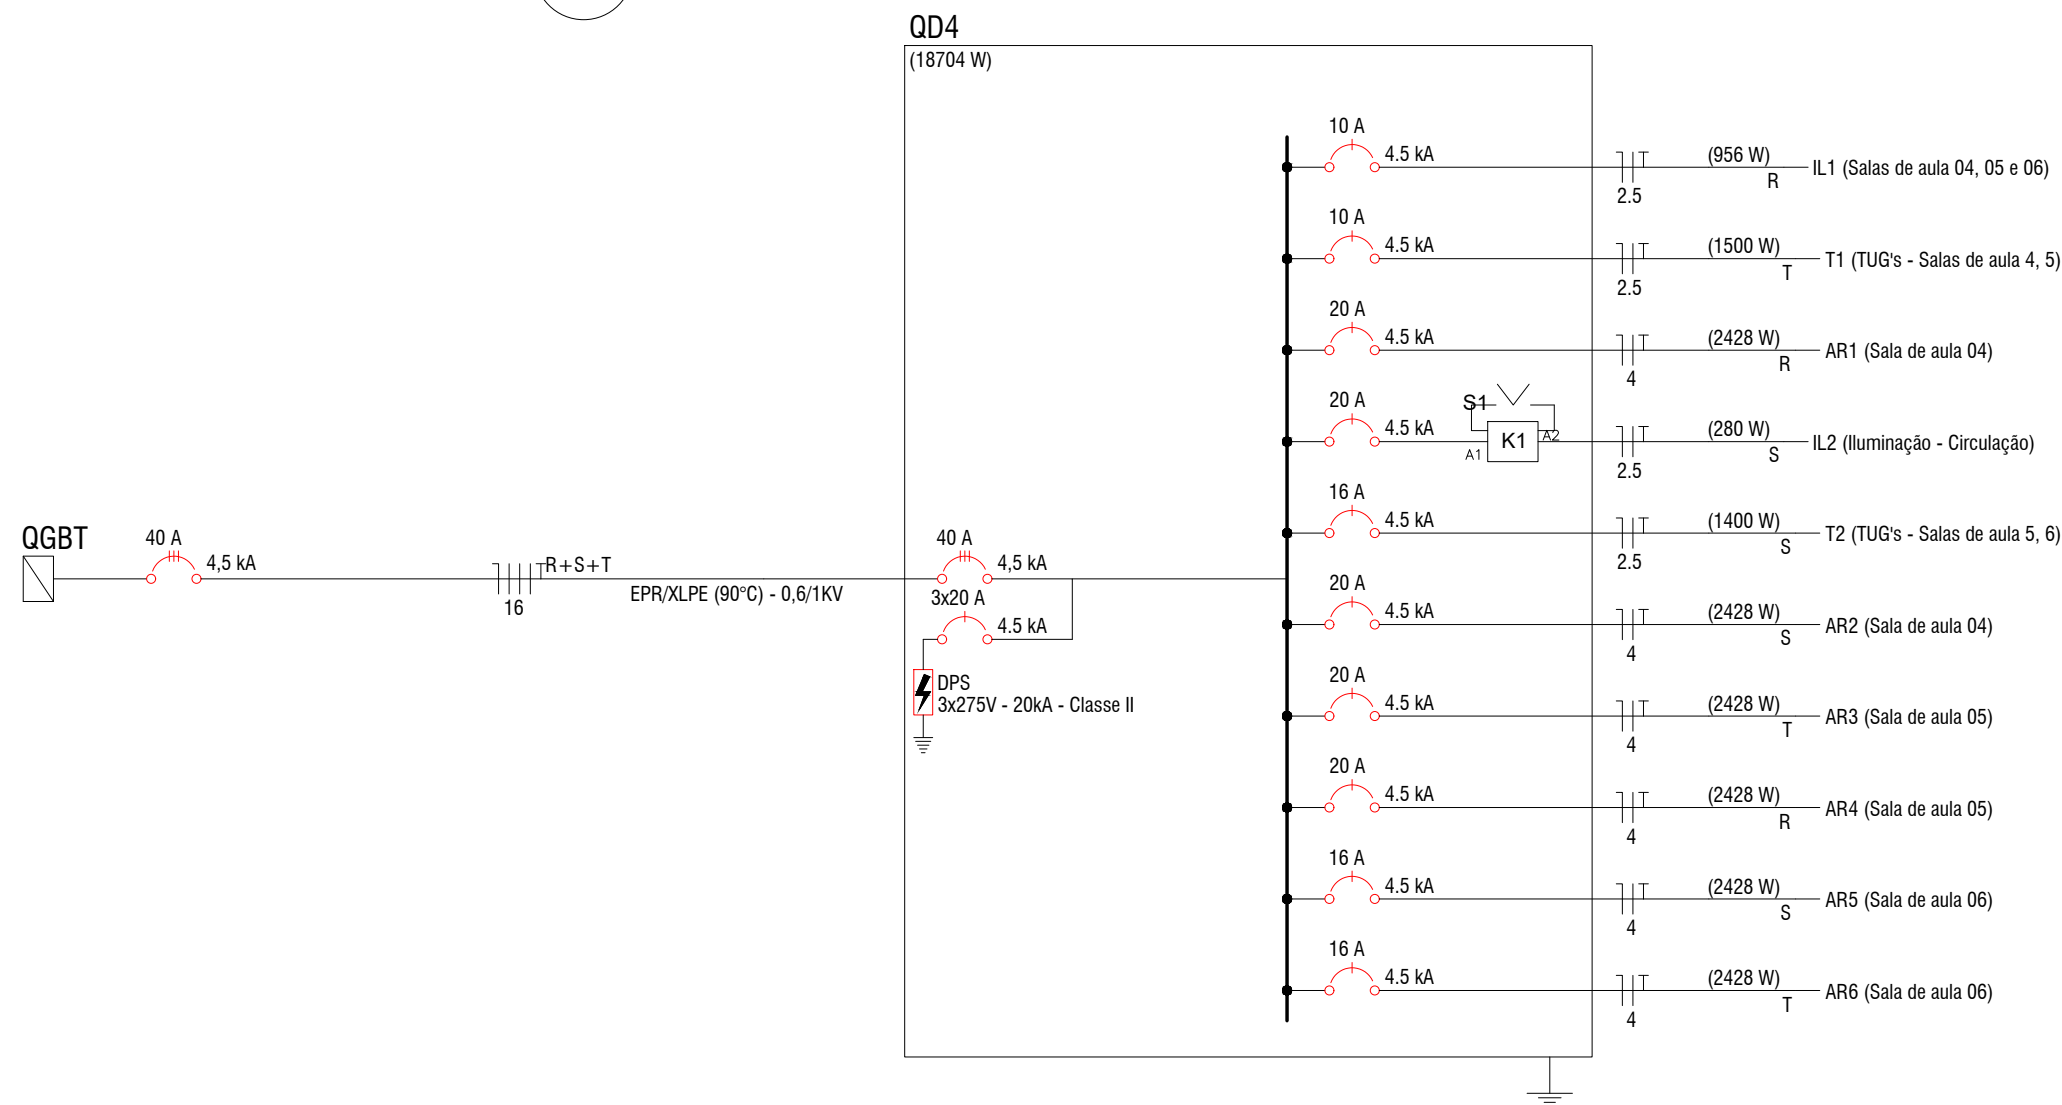 QD4
(18704 W)
10 A
4.5 kA
(956 W)
R
2.5
IL1 (Salas de aula 04, 05 e 06)
10 A
4.5 kA
(1500 W)
T
2.5
T1 (TUG's - Salas de aula 4, 5)
20 A
4.5 kA
(2428 W)
R
4
AR1 (Sala de aula 04)
20 A
4.5 kA
S1
K1
A1
A2
(280 W)
S
2.5
IL2 (Iluminação - Circulação)
16 A
4.5 kA
(1400 W)
S
2.5
T2 (TUG's - Salas de aula 5, 6)
QGBT
40 A
4,5 kA
R+S+T
16
EPR/XLPE (90°C) - 0,6/1KV
40 A
4,5 kA
3x20 A
4.5 kA
DPS
3x275V - 20kA - Classe II
20 A
4.5 kA
(2428 W)
S
4
AR2 (Sala de aula 04)
20 A
4.5 kA
(2428 W)
T
4
AR3 (Sala de aula 05)
20 A
4.5 kA
(2428 W)
R
4
AR4 (Sala de aula 05)
16 A
4.5 kA
(2428 W)
S
4
AR5 (Sala de aula 06)
16 A
4.5 kA
(2428 W)
T
4
AR6 (Sala de aula 06)